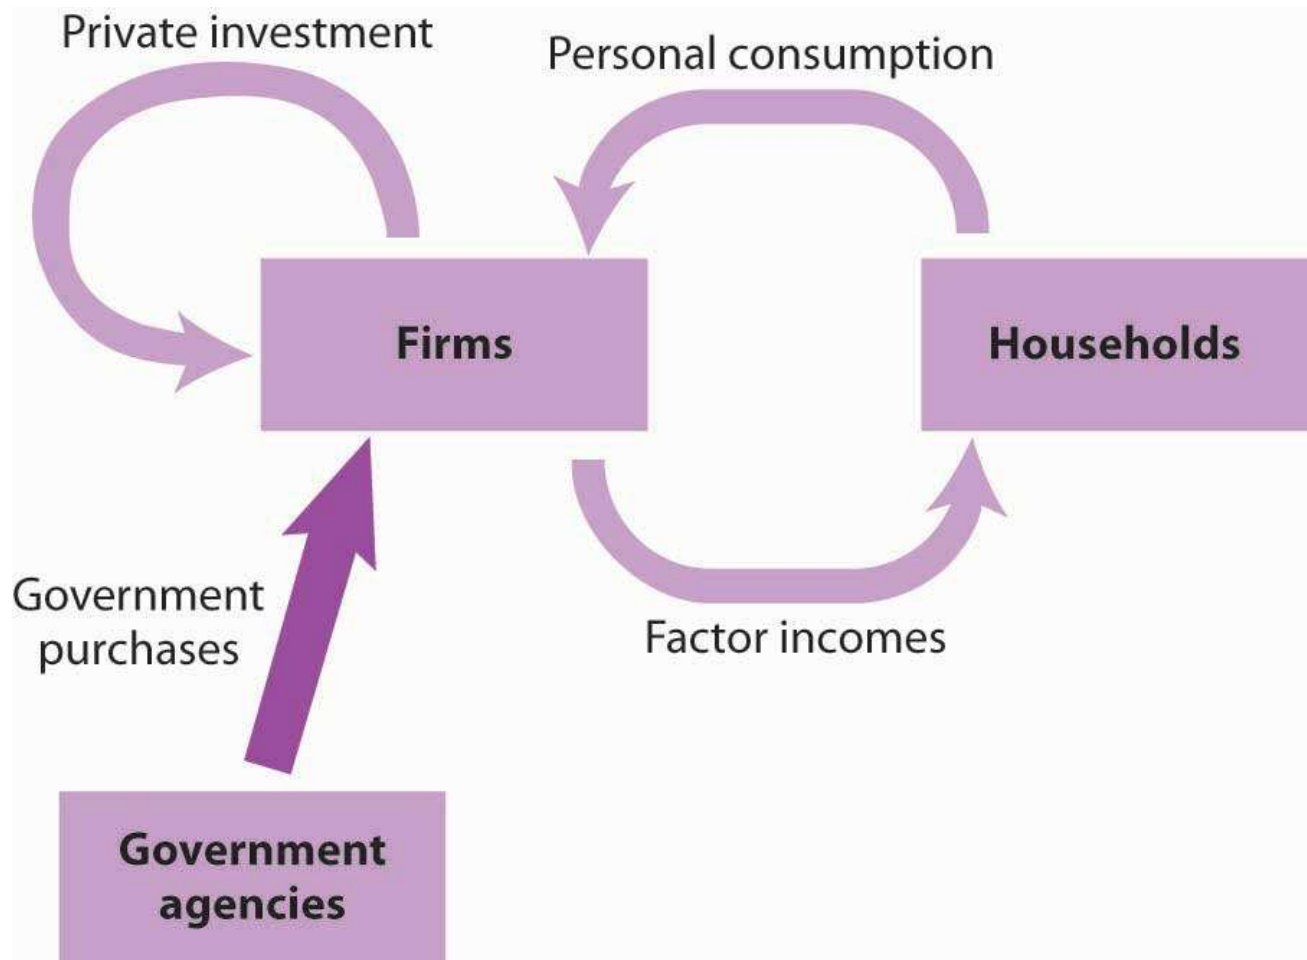 Private investment
Personal consumption
Firms
Households
Government
purchases
Factor incomes
Government
agencies